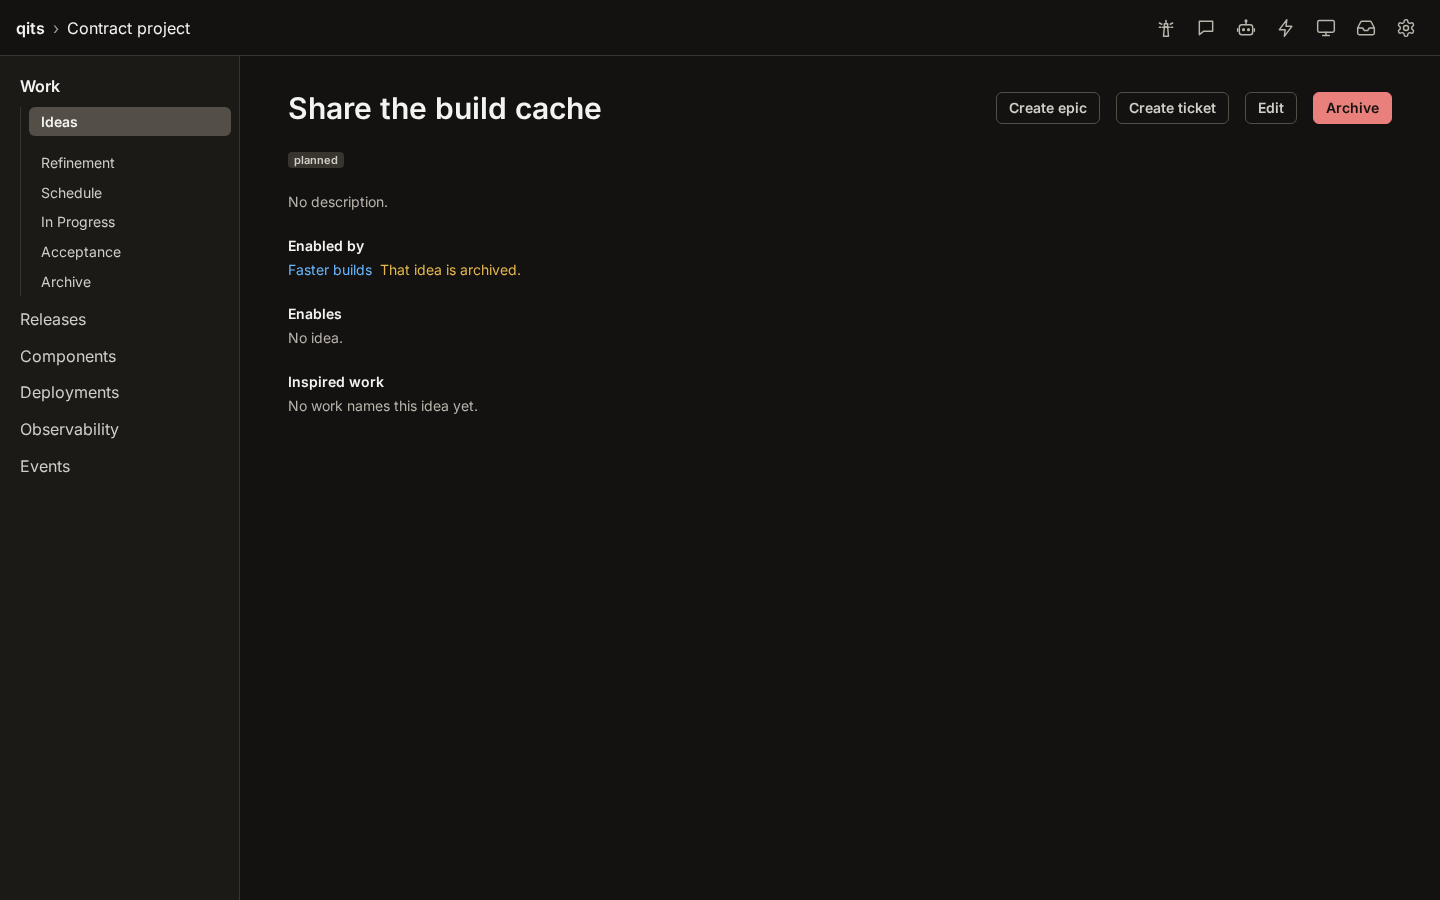 qits › Contract project
Work
Ideas
Refinement
Schedule
In Progress
Acceptance
Archive
Releases
Components
Deployments
Observability
Events
Share the build cache
Create epic
Create ticket
Edit
Archive
planned
No description.
Enabled by
Faster builds That idea is archived.
Enables
No idea.
Inspired work
No work names this idea yet.